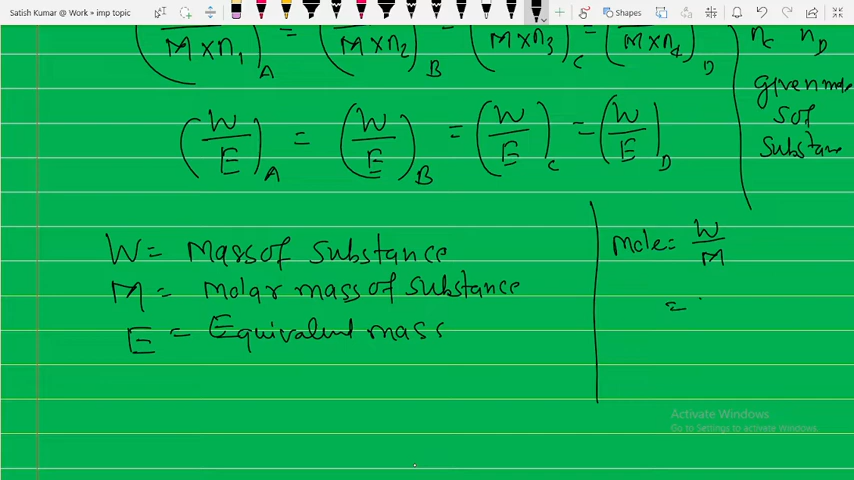 Satish Kumar @ Work » imp topic
Shapes
(M×n1)A = (M×n2)B = (M×n3)C = (M×n4)D
nC nD
given mole
s of
substance
(W/E)A = (W/E)B = (W/E)C = (W/E)D
W = Mass of substance
M = Molar mass of substance
E = Equivalent mass
Mole = W/M
=
Activate Windows
Go to Settings to activate Windows.